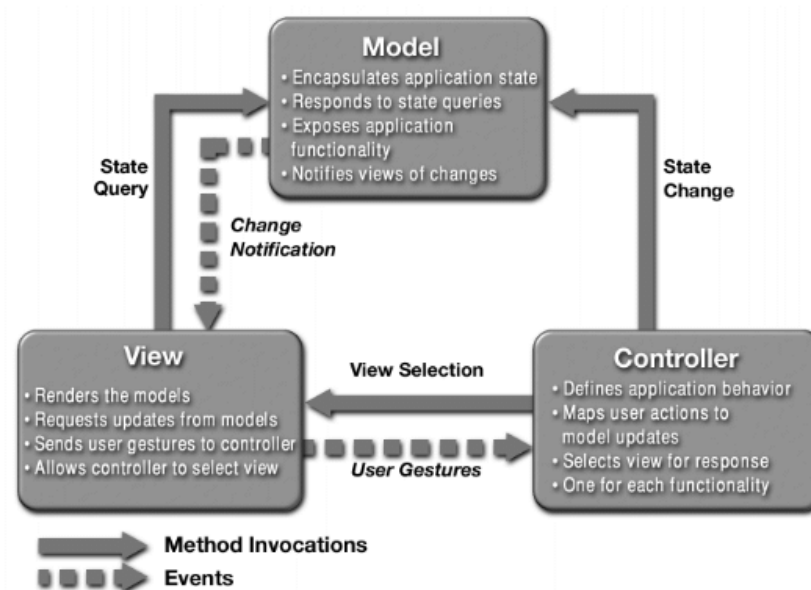 Model
• Encapsulates application state
• Responds to state queries
• Exposes application
functionality
• Notifies views of changes
State
Query
Change
Notification
State
Change
View
• Renders the models
• Requests updates from models
• Sends user gestures to controller
• Allows controller to select view
View Selection
User Gestures
Controller
• Defines application behavior
• Maps user actions to
model updates
• Selects view for response
• One for each functionality
Method Invocations
Events